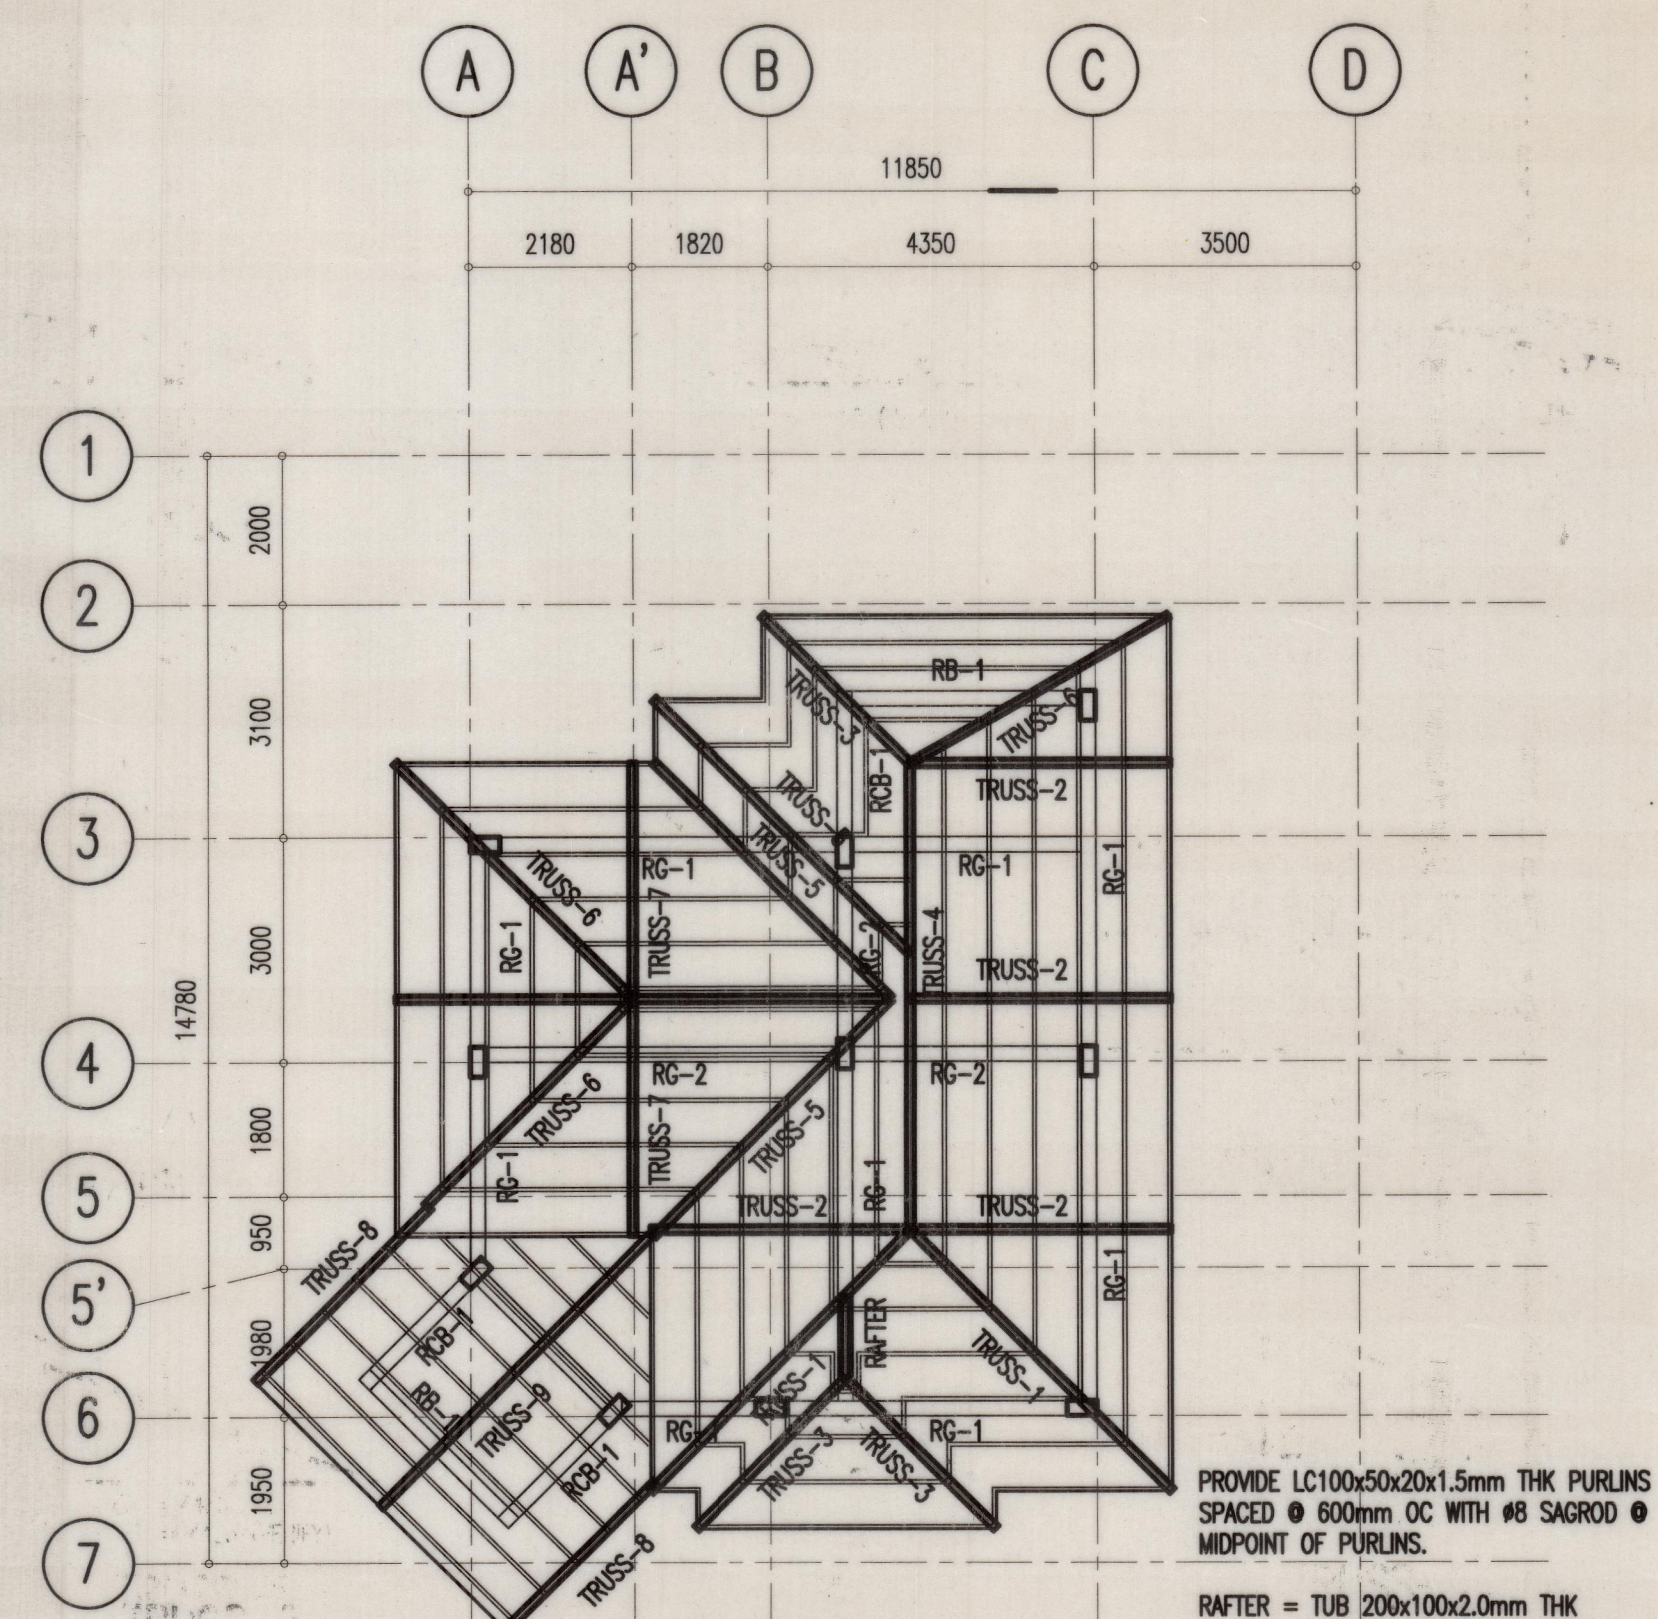 A A' B C D
11850
2180 1820 4350 3500
1
2000
2
3100
RB-1
TRUSS-3
TRUSS-6
RCB-1
TRUSS-2
3
TRUSS-5
RG-1
RG-1
RG-1
TRUSS-6
RG-1
TRUSS-7
RG-2
TRUSS-4
TRUSS-2
3000
14780
4
RG-2
RG-2
TRUSS-6
TRUSS-7
TRUSS-5
1800
RG-1
RG-1
5
TRUSS-2
TRUSS-2
950
TRUSS-8
RG-1
5'
1980
RCB-1
RAFTER
TRUSS-1
TRUSS-1
RB-1
6
TRUSS-9
RG-1
TRUSS-3
TRUSS-3
RCB-1
1950
PROVIDE LC100x50x20x1.5mm THK PURLINS
SPACED @ 600mm OC WITH ø8 SAGROD @
MIDPOINT OF PURLINS.
7
TRUSS-8
RAFTER = TUB 200x100x2.0mm THK